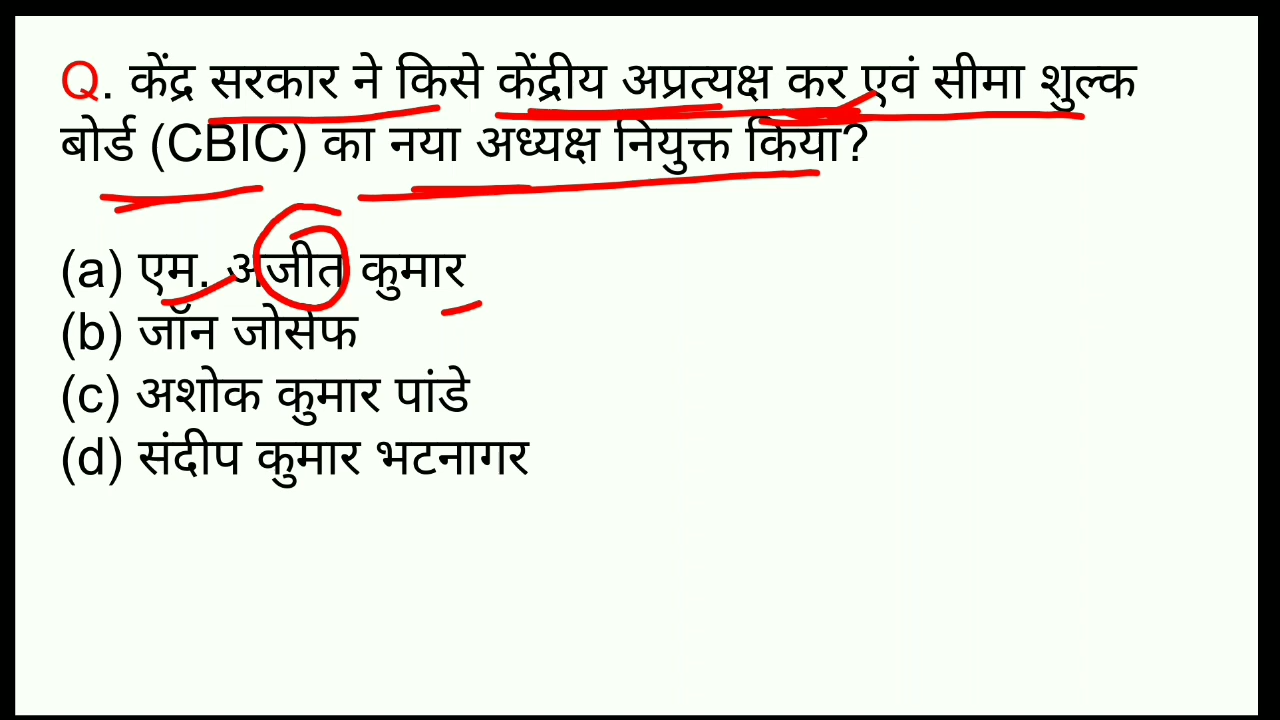 Q. केंद्र सरकार ने किसे केंद्रीय अप्रत्यक्ष कर एवं सीमा शुल्क
बोर्ड (CBIC) का नया अध्यक्ष नियुक्त किया?
(a) एम. अजीत कुमार
(b) जॉन जोसेफ
(c) अशोक कुमार पांडे
(d) संदीप कुमार भटनागर